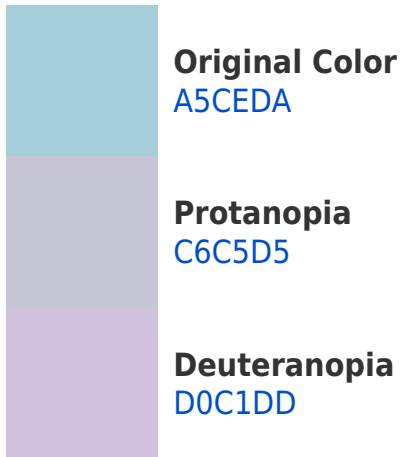 Original Color
A5CEDA
Protanopia
C6C5D5
Deuteranopia
D0C1DD